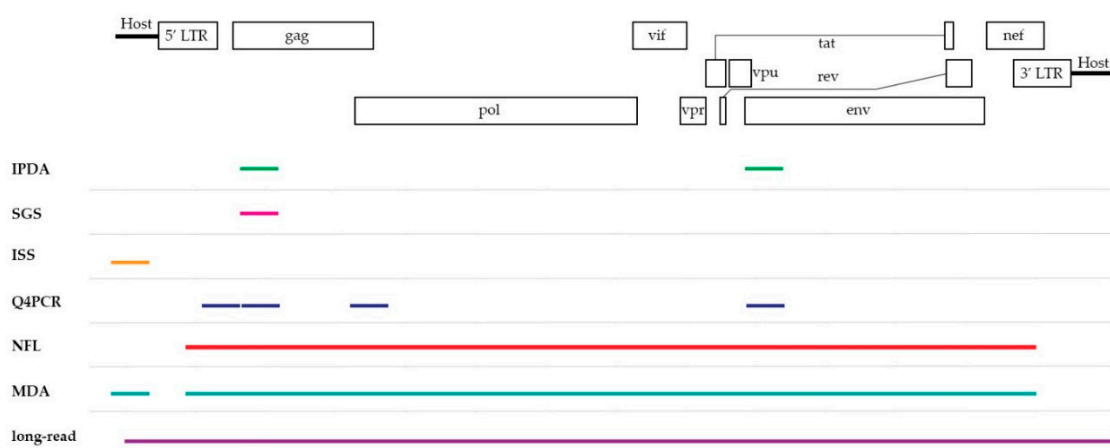 Host
5′ LTR
gag
vif
tat
nef
vpu
rev
3′ LTR
Host
pol
vpr
env
IPDA
SGS
ISS
Q4PCR
NFL
MDA
long-read